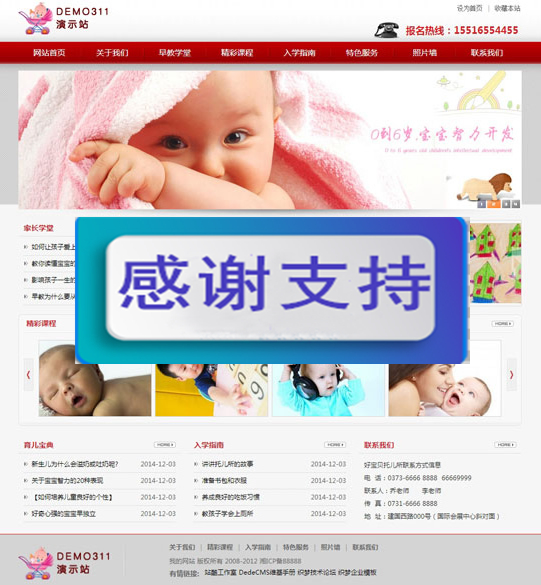 DEMO311
演示站
设为首页 | 收藏本站
报名热线：15516554455
网站首页 关于我们 早教学堂 精彩课程 入学指南 特色服务 照片墙 联系我们
0到6岁，宝宝智力开发
0 to 6 years old children's intellectual development
家长学堂
如何让孩子爱上
教你读懂宝宝的
影响孩子一生的
早教为什么要从
感谢支持
精彩课程
MORE
育儿宝典 MORE
新生儿为什么会溢奶或吐奶呢? 2014-12-03
关于宝宝智力的20种表现 2014-12-03
【如何培养儿童良好的个性】 2014-12-03
好奇心强的宝宝早独立 2014-12-03
入学指南 MORE
讲讲托儿所的故事 2014-12-03
准备书包和衣服 2014-12-03
养成良好的吃饭习惯 2014-12-03
教孩子学会上厕所 2014-12-03
联系我们 MORE
好宝贝托儿所联系方式信息
电 话：0373-6666 8888 66669999
联系人：乔老师 李老师
传 真：0731-6666 8888
地 址：建国西路000号（国际会展中心斜对面）
DEMO311
演示站
关于我们 | 精彩课程 | 入学指南 | 特色服务 | 照片墙 | 联系我们
我的网站 版权所有 2008-2012 湘ICP备88888
有情链接： 站酷工作室 DedeCMS维基手册 织梦技术论坛 织梦企业模板